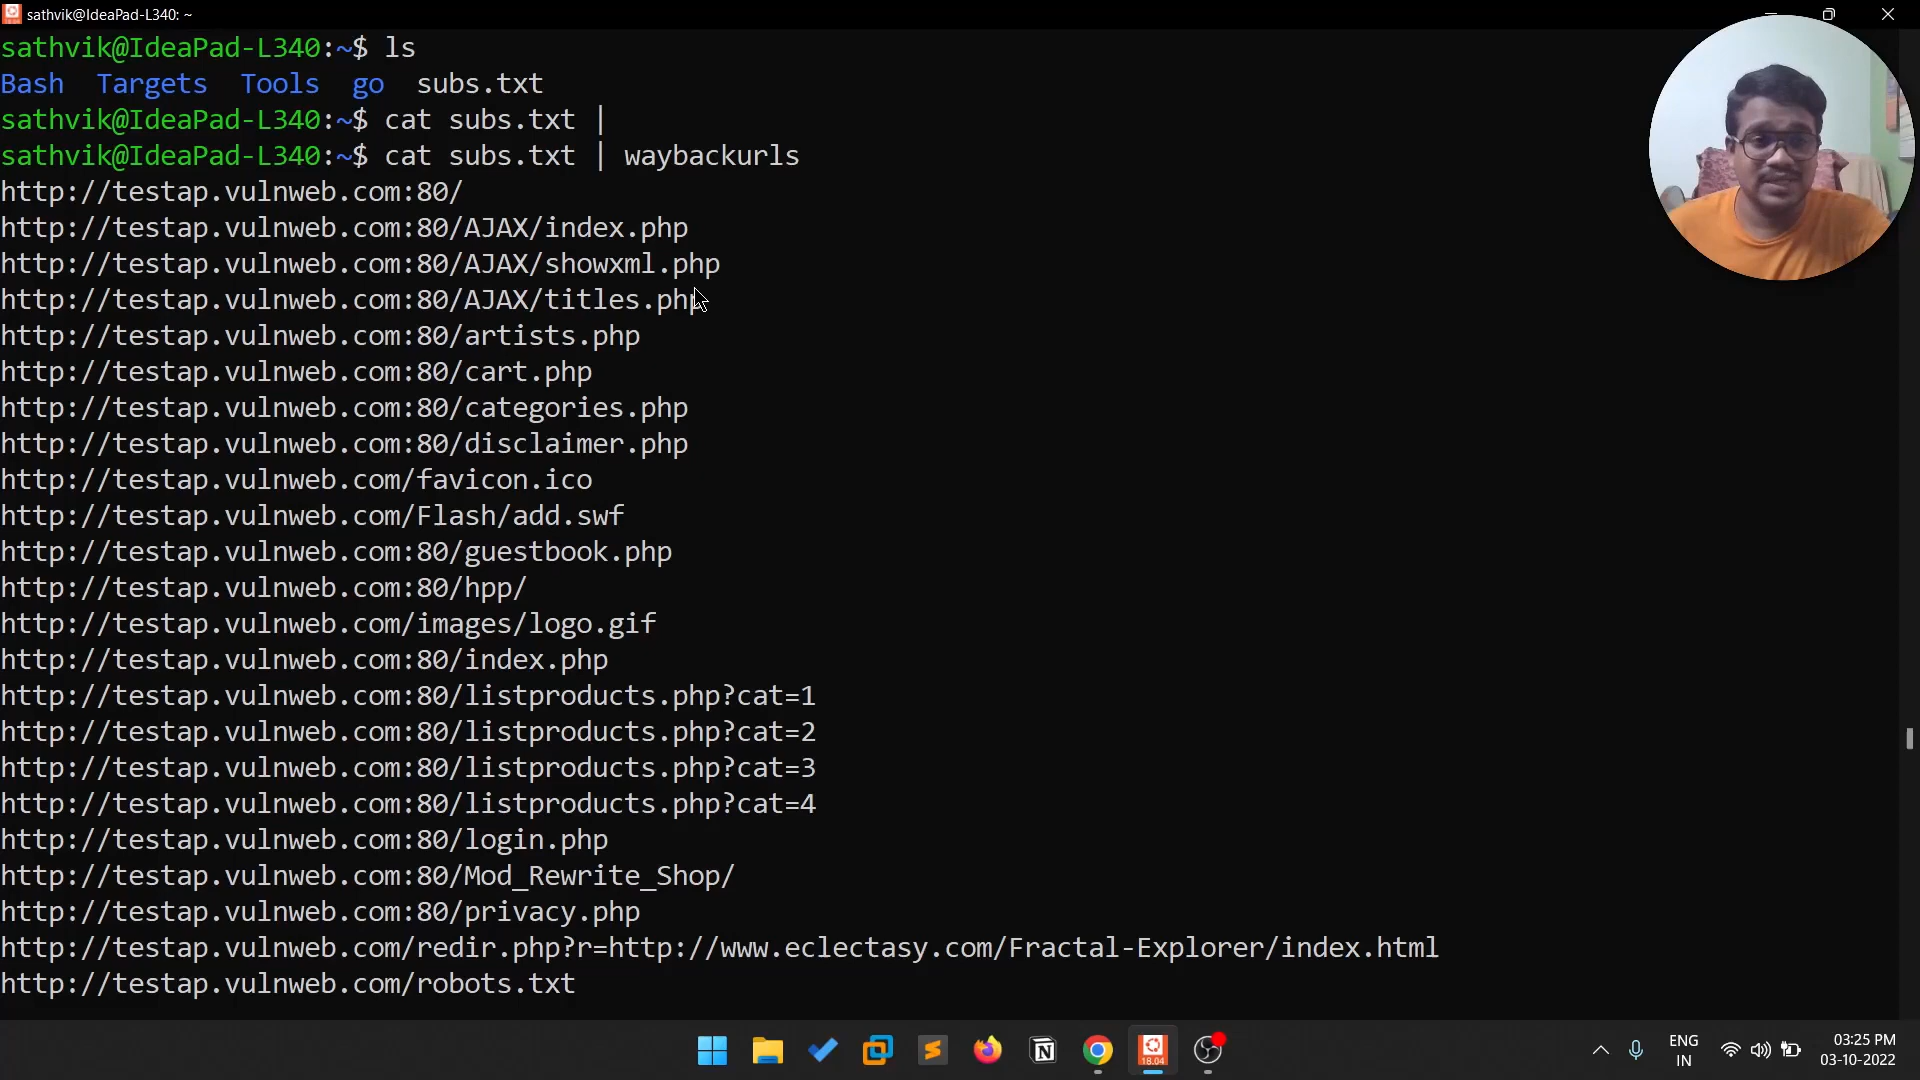 sathvik@IdeaPad-L340: ~
sathvik@IdeaPad-L340:~$ ls
Bash  Targets  Tools  go  subs.txt
sathvik@IdeaPad-L340:~$ cat subs.txt |
sathvik@IdeaPad-L340:~$ cat subs.txt | waybackurls
http://testap.vulnweb.com:80/
http://testap.vulnweb.com:80/AJAX/index.php
http://testap.vulnweb.com:80/AJAX/showxml.php
http://testap.vulnweb.com:80/AJAX/titles.php
http://testap.vulnweb.com:80/artists.php
http://testap.vulnweb.com:80/cart.php
http://testap.vulnweb.com:80/categories.php
http://testap.vulnweb.com:80/disclaimer.php
http://testap.vulnweb.com/favicon.ico
http://testap.vulnweb.com/Flash/add.swf
http://testap.vulnweb.com:80/guestbook.php
http://testap.vulnweb.com:80/hpp/
http://testap.vulnweb.com/images/logo.gif
http://testap.vulnweb.com:80/index.php
http://testap.vulnweb.com:80/listproducts.php?cat=1
http://testap.vulnweb.com:80/listproducts.php?cat=2
http://testap.vulnweb.com:80/listproducts.php?cat=3
http://testap.vulnweb.com:80/listproducts.php?cat=4
http://testap.vulnweb.com:80/login.php
http://testap.vulnweb.com:80/Mod_Rewrite_Shop/
http://testap.vulnweb.com:80/privacy.php
http://testap.vulnweb.com/redir.php?r=http://www.eclectasy.com/Fractal-Explorer/index.html
http://testap.vulnweb.com/robots.txt
18.04
ENG
IN
03:25 PM
03-10-2022